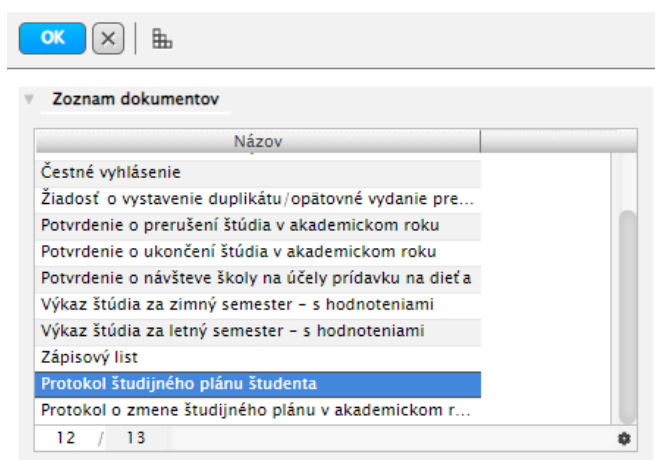 OK
Zoznam dokumentov
Názov
Čestné vyhlásenie
Žiadosť o vystavenie duplikátu/opätovné vydanie pre...
Potvrdenie o prerušení štúdia v akademickom roku
Potvrdenie o ukončení štúdia v akademickom roku
Potvrdenie o návšteve školy na účely prídavku na dieťa
Výkaz štúdia za zimný semester - s hodnoteniami
Výkaz štúdia za letný semester - s hodnoteniami
Zápisový list
Protokol študijného plánu študenta
Protokol o zmene študijného plánu v akademickom r...
12 / 13